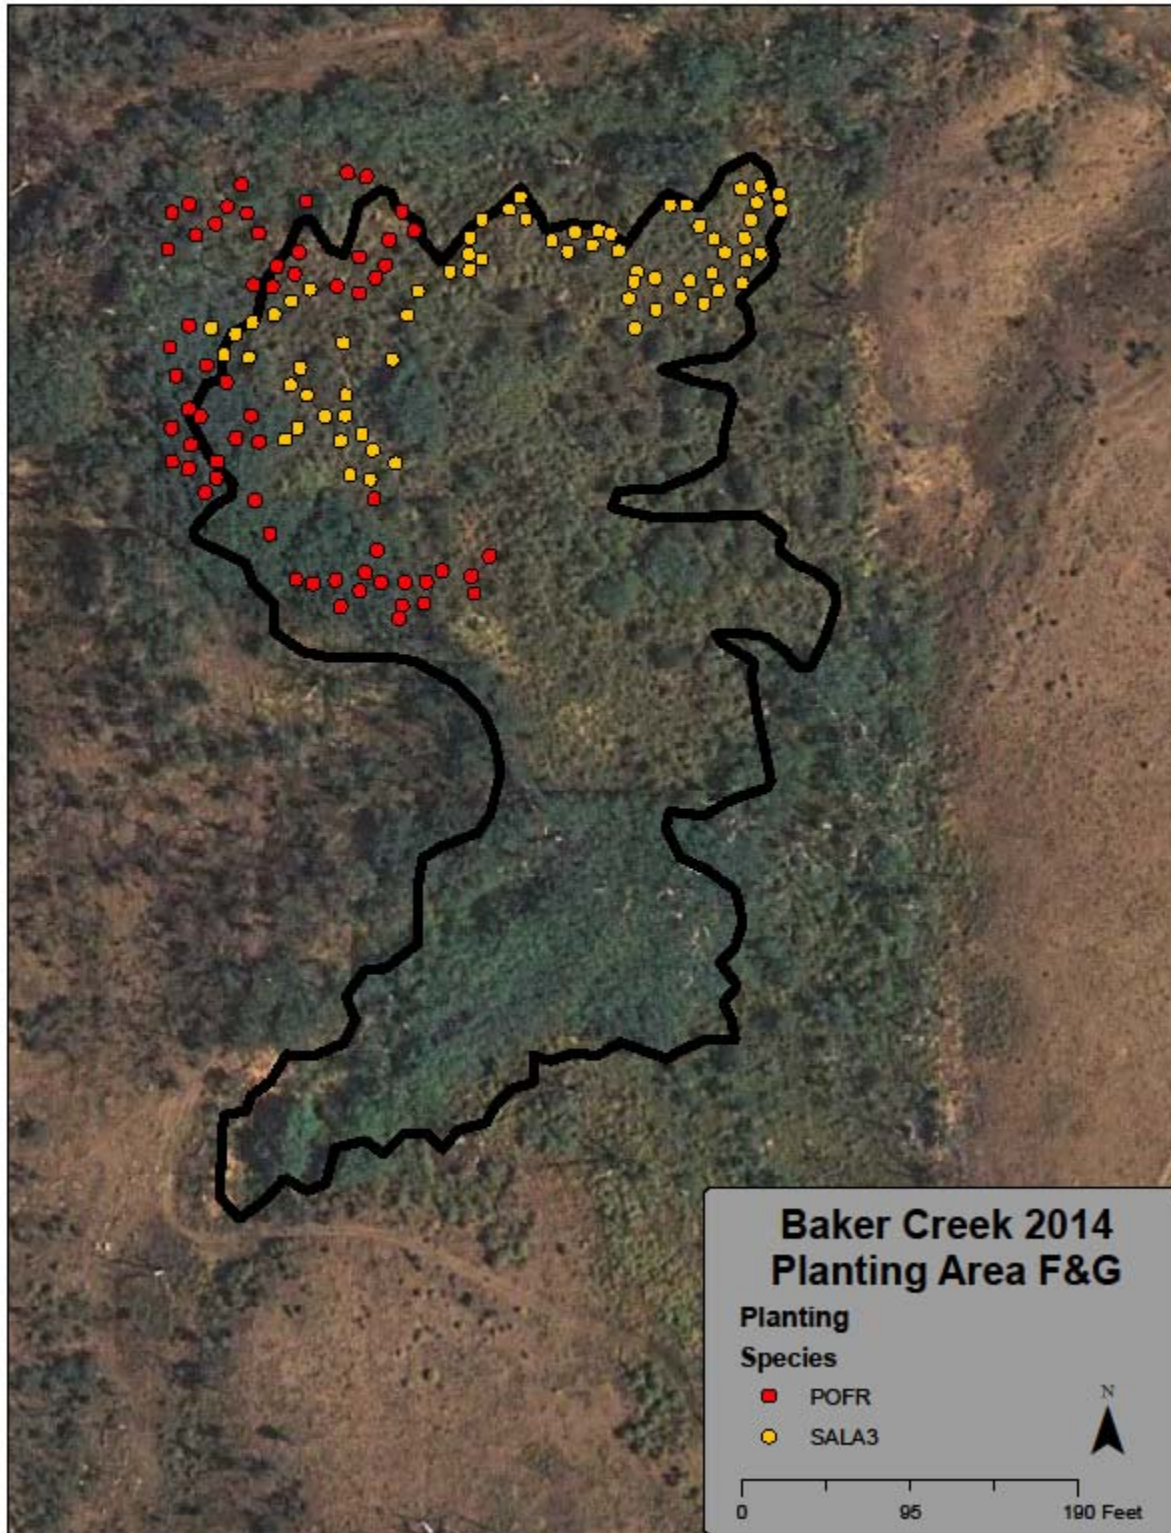 Baker Creek 2014
Planting Area F&G
Planting
Species
POFR
SALA3
N
0 95 190 Feet